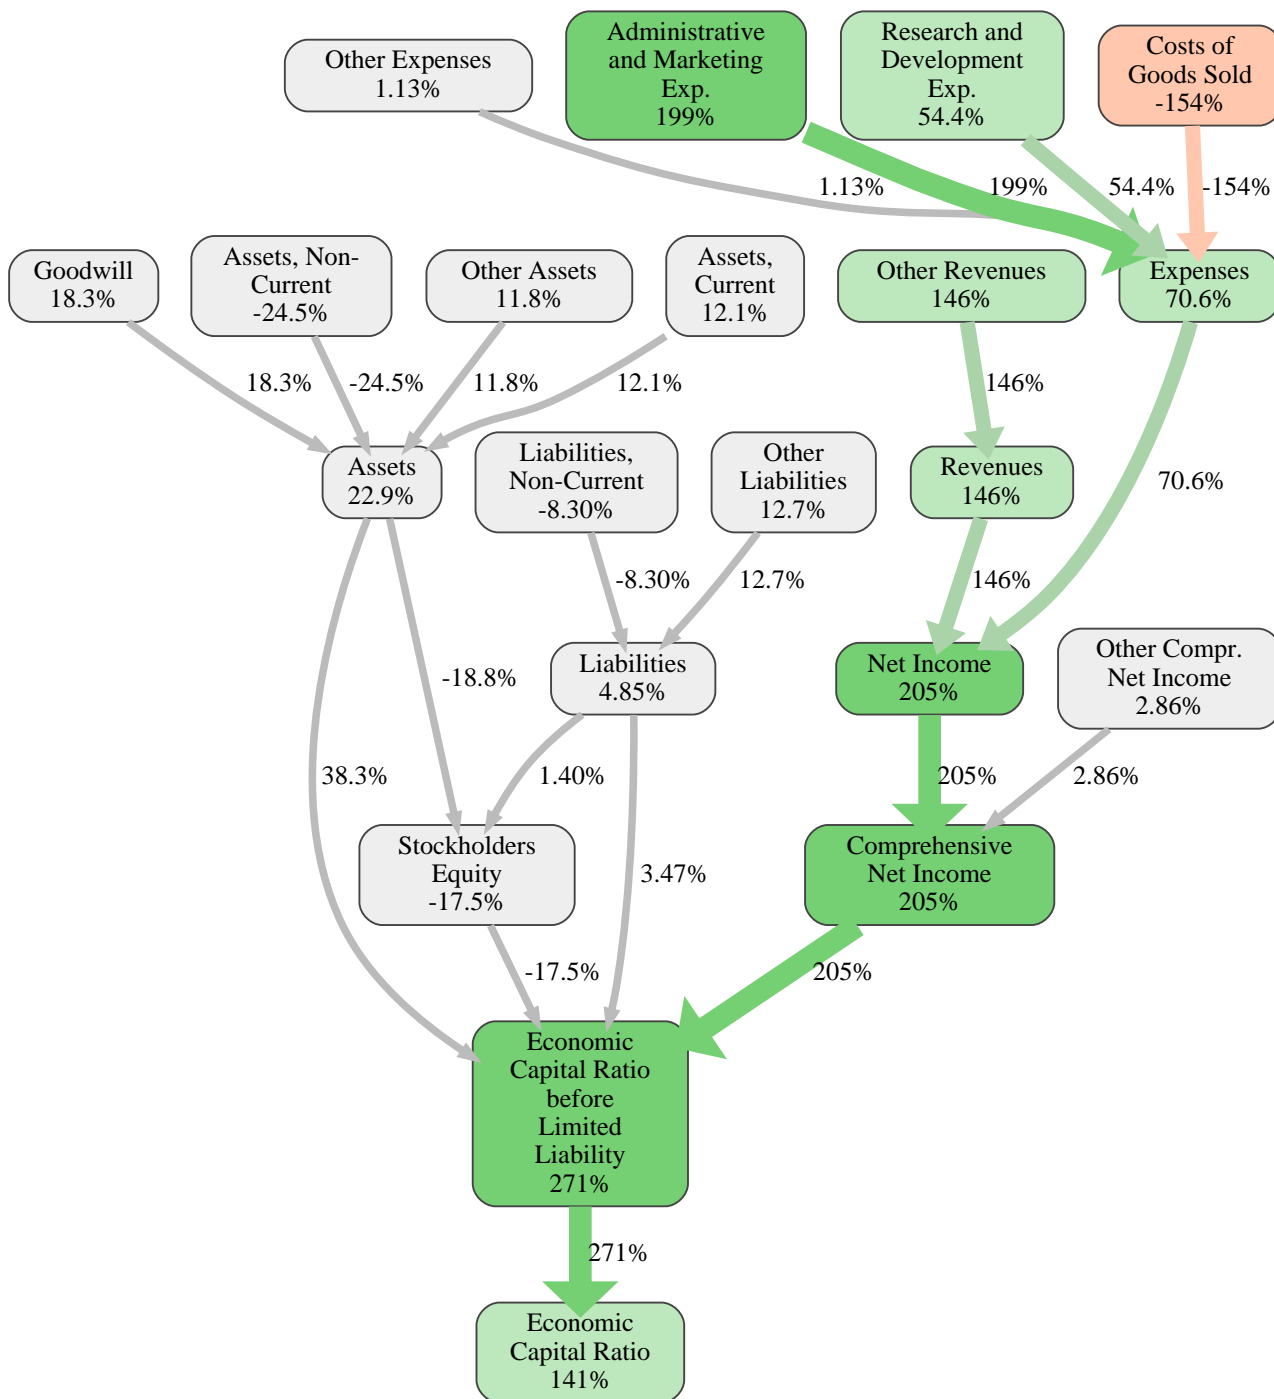 Other Expenses
1.13%
Administrative
and Marketing
Exp.
199%
Research and
Development
Exp.
54.4%
Costs of
Goods Sold
-154%
1.13%
199%
54.4%
-154%
Goodwill
18.3%
Assets, Non-
Current
-24.5%
Other Assets
11.8%
Assets,
Current
12.1%
Other Revenues
146%
Expenses
70.6%
18.3%
-24.5%
11.8%
12.1%
146%
Assets
22.9%
Liabilities,
Non-Current
-8.30%
Other
Liabilities
12.7%
Revenues
146%
70.6%
-8.30%
12.7%
146%
-18.8%
Liabilities
4.85%
Net Income
205%
Other Compr.
Net Income
2.86%
38.3%
1.40%
205%
2.86%
Stockholders
Equity
-17.5%
3.47%
Comprehensive
Net Income
205%
-17.5%
205%
Economic
Capital Ratio
before
Limited
Liability
271%
271%
Economic
Capital Ratio
141%